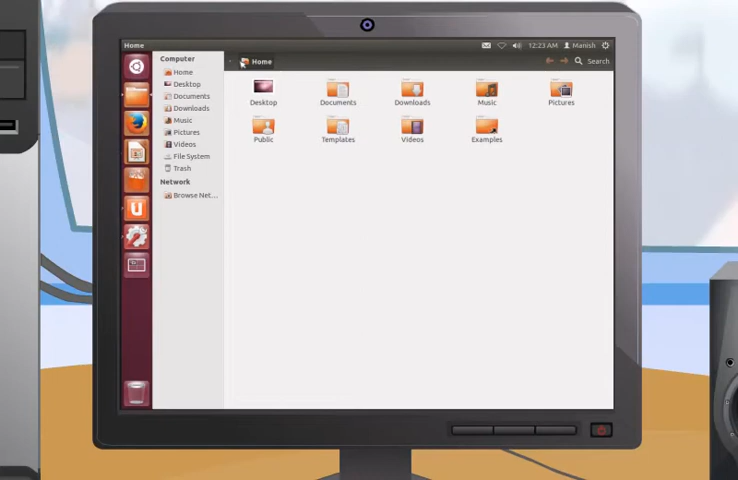 Home
12:23 AM Manish
Computer
Home
Desktop
Documents
Downloads
Music
Pictures
Videos
File System
Trash
Network
Browse Net...
Home
Search
Desktop
Documents
Downloads
Music
Pictures
Public
Templates
Videos
Examples